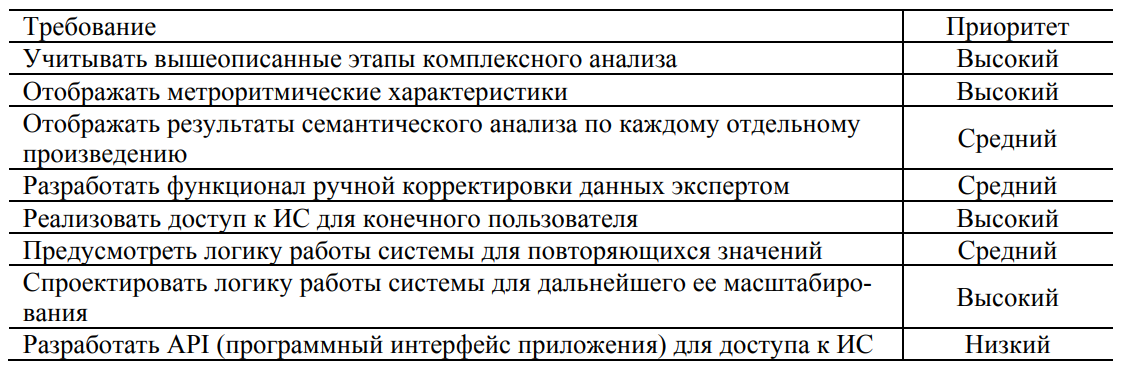 Требование Приоритет
Учитывать вышеописанные этапы комплексного анализа Высокий
Отображать метроритмические характеристики Высокий
Отображать результаты семантического анализа по каждому отдельному
произведению Средний
Разработать функционал ручной корректировки данных экспертом Средний
Реализовать доступ к ИС для конечного пользователя Высокий
Предусмотреть логику работы системы для повторяющихся значений Средний
Спроектировать логику работы системы для дальнейшего ее масштабиро-
вания Высокий
Разработать API (программный интерфейс приложения) для доступа к ИС Низкий